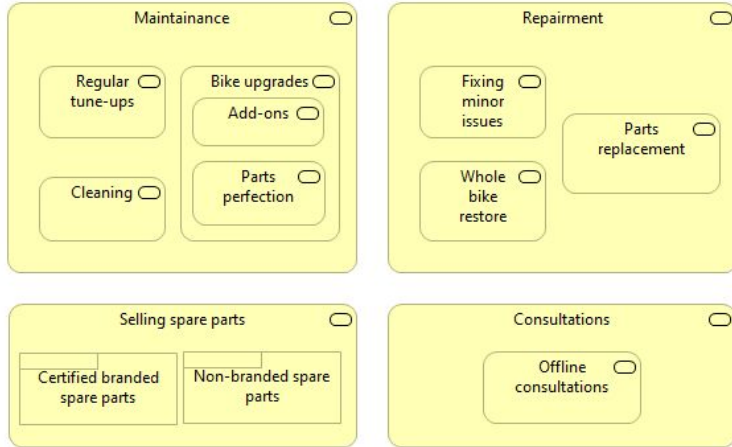 Maintainance
Regular
tune-ups
Bike upgrades
Add-ons
Cleaning
Parts
perfection
Repairment
Fixing
minor
issues
Parts
replacement
Whole
bike
restore
Selling spare parts
Certified branded
spare parts
Non-branded spare
parts
Consultations
Offline
consultations